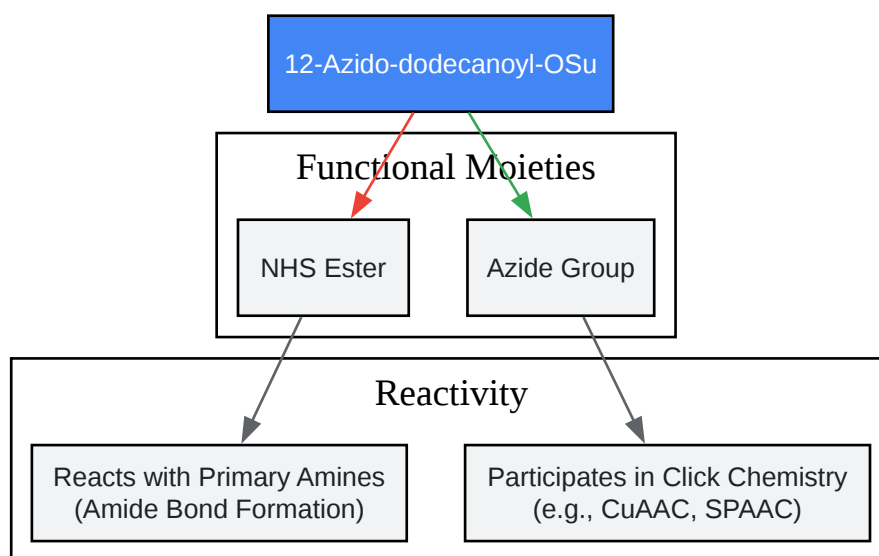 12-Azido-dodecanoyl-OSu
Functional Moieties
NHS Ester
Azide Group
Reactivity
Reacts with Primary Amines
(Amide Bond Formation)
Participates in Click Chemistry
(e.g., CuAAC, SPAAC)